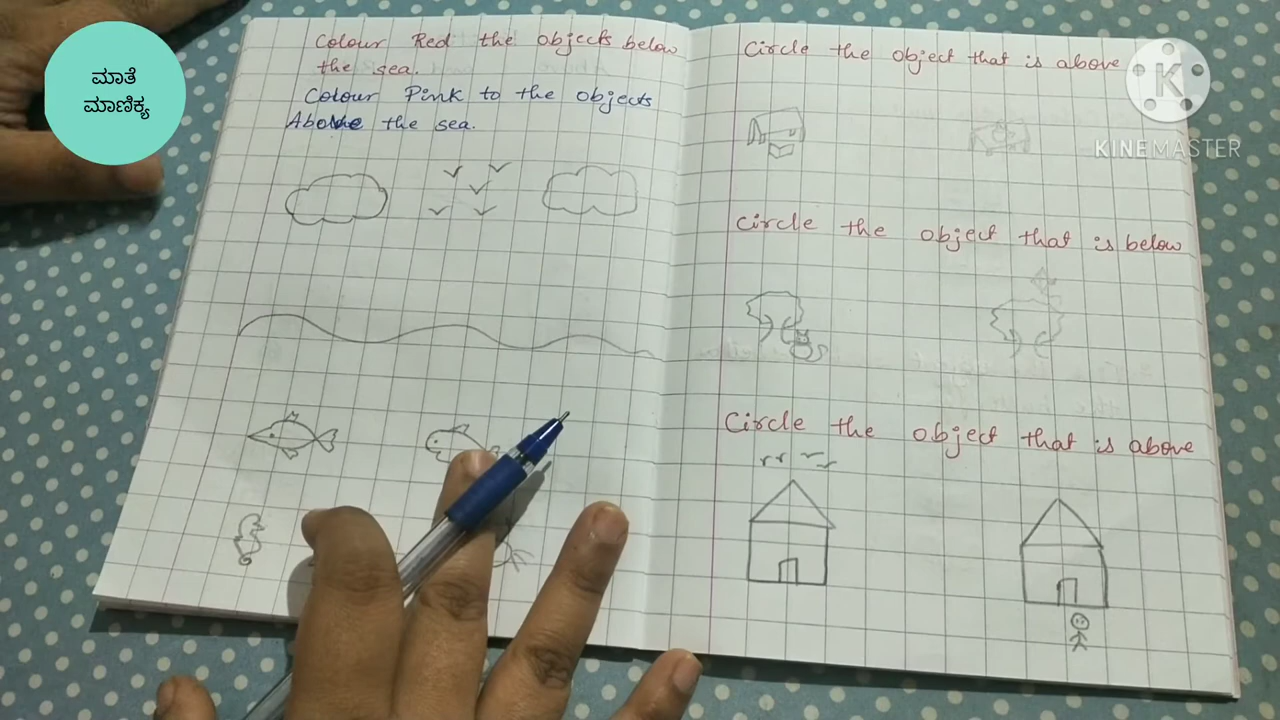 ಮಾತೆ
ಮಾಣಿಕ್ಯ
Colour Red the objects below
the sea.
Colour Pink to the objects
Above the sea.
Circle the object that is above
Circle the object that is below
Circle the object that is above
K
KINEMASTER